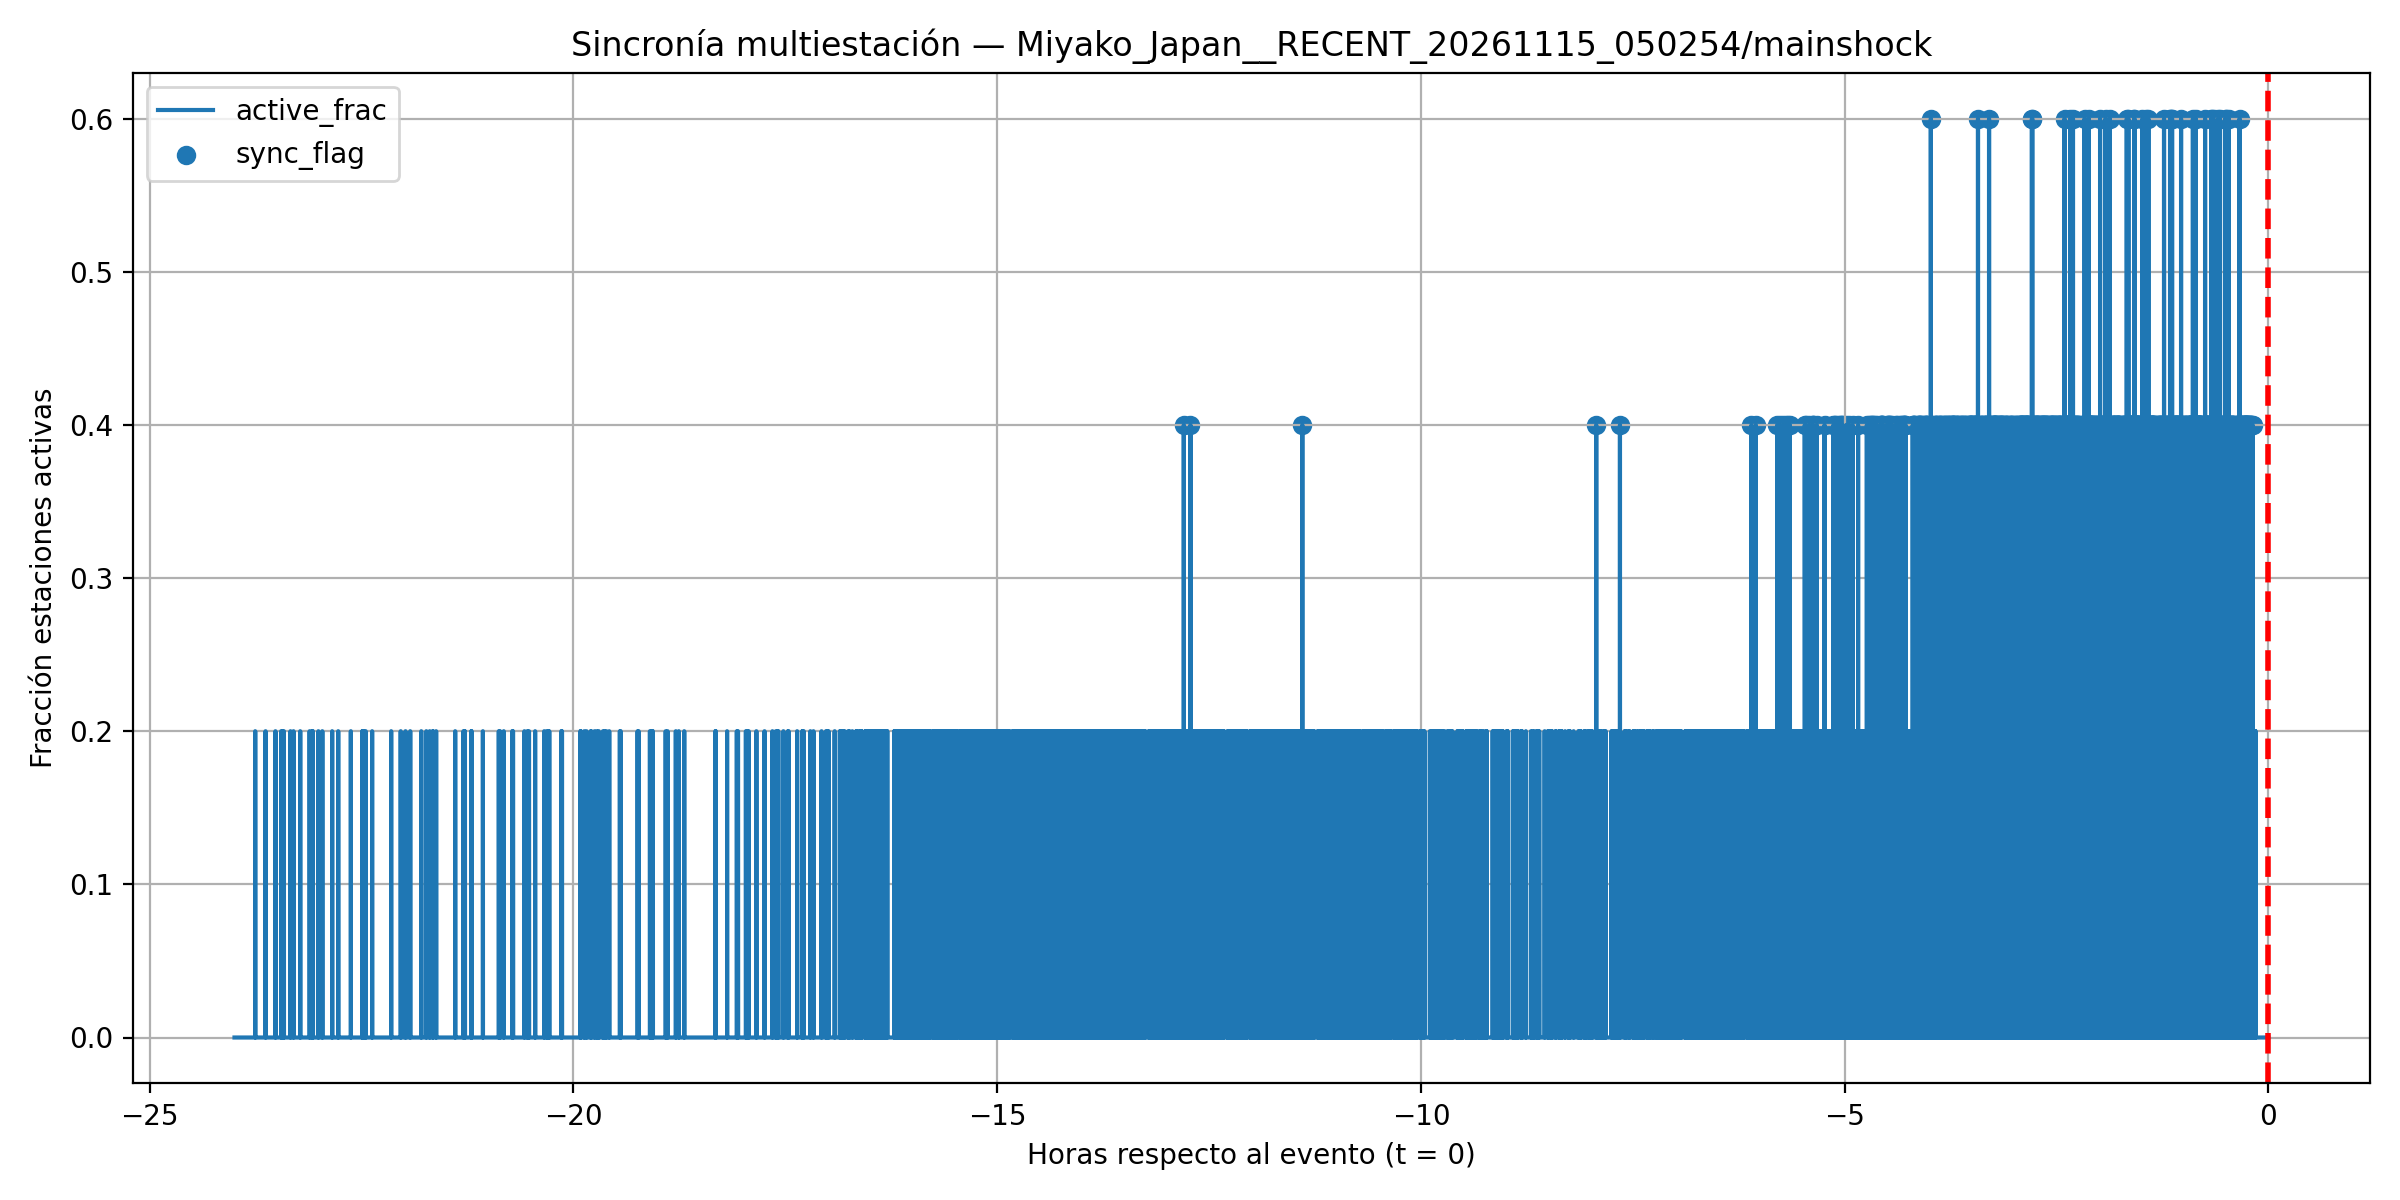 Sincronía multiestación — Miyako_Japan__RECENT_20261115_050254/mainshock
active_frac
sync_flag
0.6
0.5
0.4
0.3
0.2
0.1
0.0
Fracción estaciones activas
−25
−20
−15
−10
−5
0
Horas respecto al evento (t = 0)